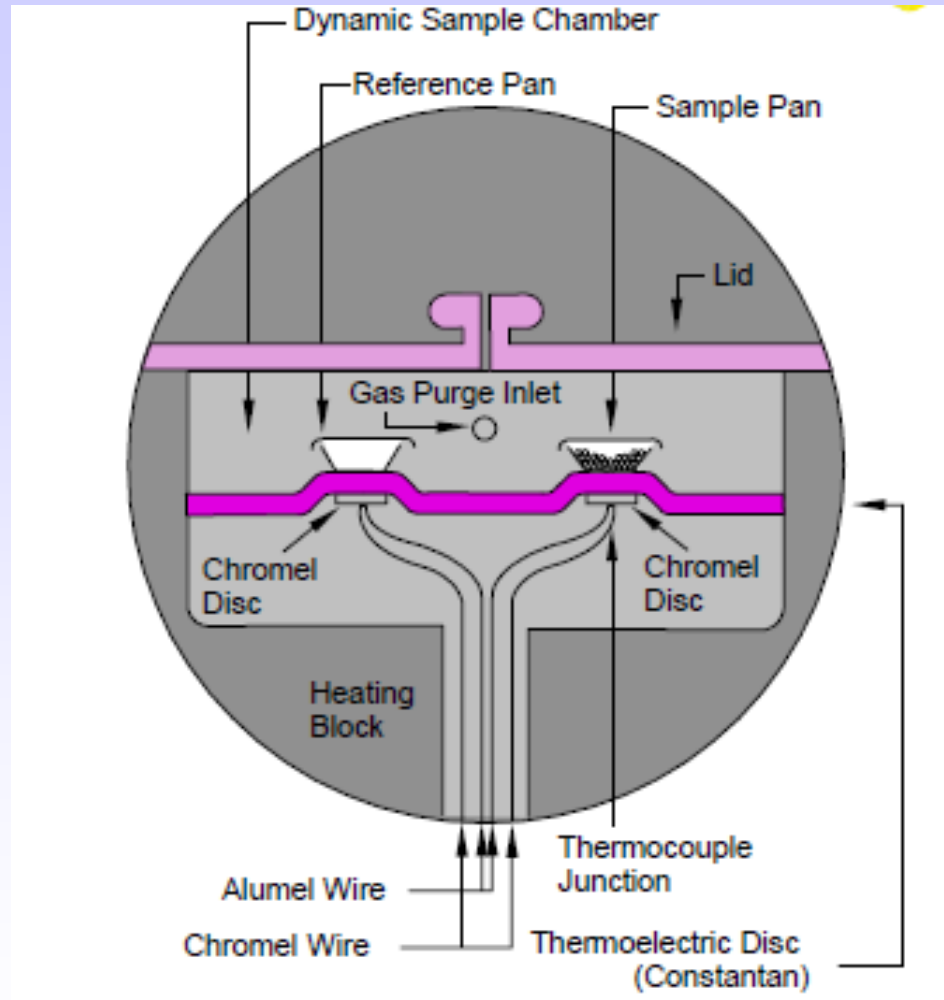 Dynamic Sample Chamber
Reference Pan
Sample Pan
Lid
Gas Purge Inlet
Chromel
Disc
Chromel
Disc
Heating
Block
Thermocouple
Junction
Alumel Wire
Chromel Wire
Thermoelectric Disc
(Constantan)